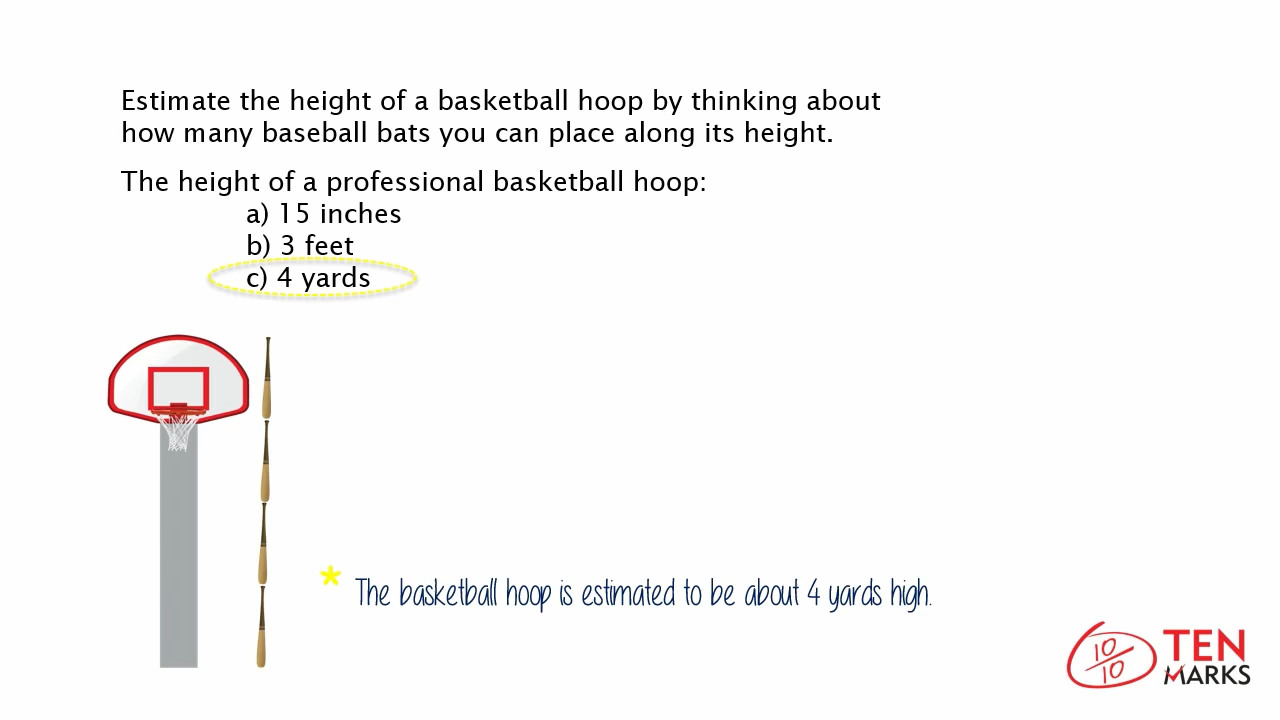 Estimate the height of a basketball hoop by thinking about
how many baseball bats you can place along its height.
The height of a professional basketball hoop:
a) 15 inches
b) 3 feet
c) 4 yards
* The basketball hoop is estimated to be about 4 yards high.
10/10
TEN
MARKS